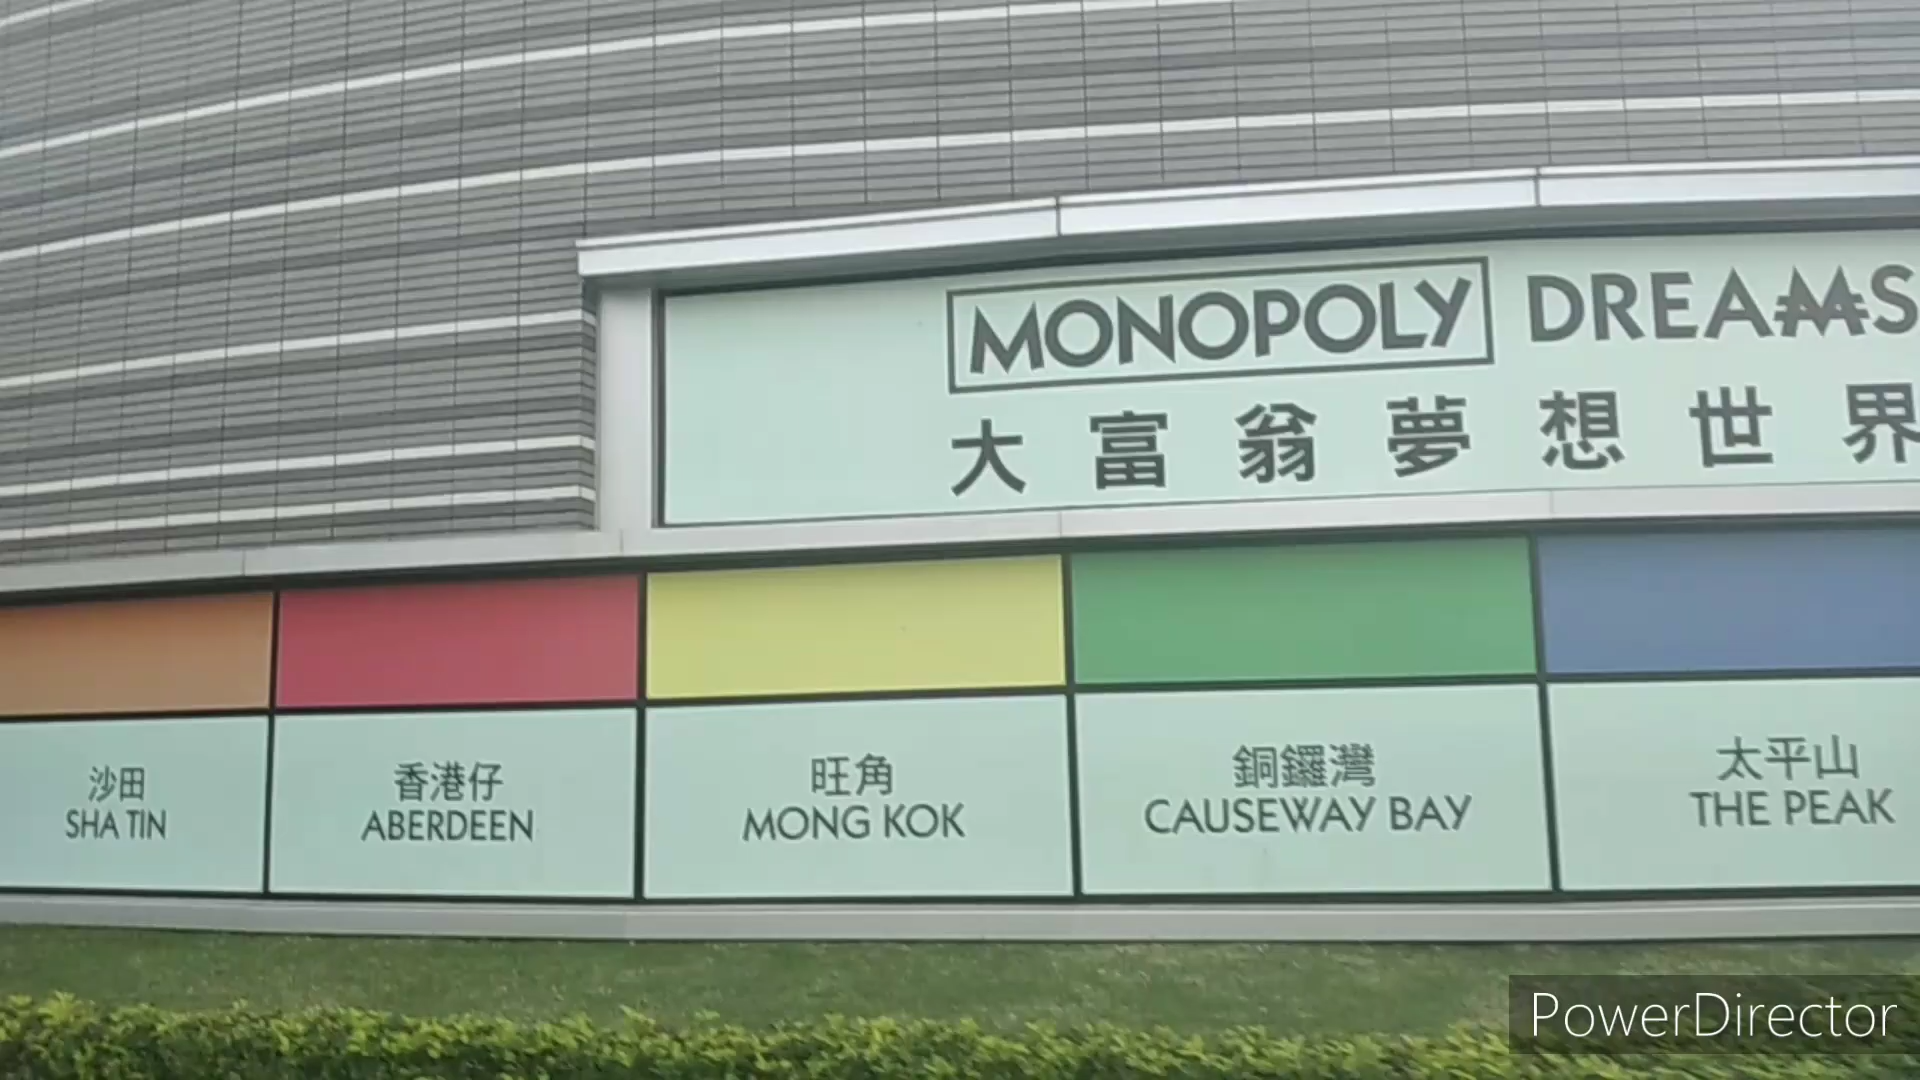 MONOPOLY DREAMS
大富翁夢想世界
沙田
SHA TIN
香港仔
ABERDEEN
旺角
MONG KOK
銅鑼灣
CAUSEWAY BAY
太平山
THE PEAK
PowerDirector